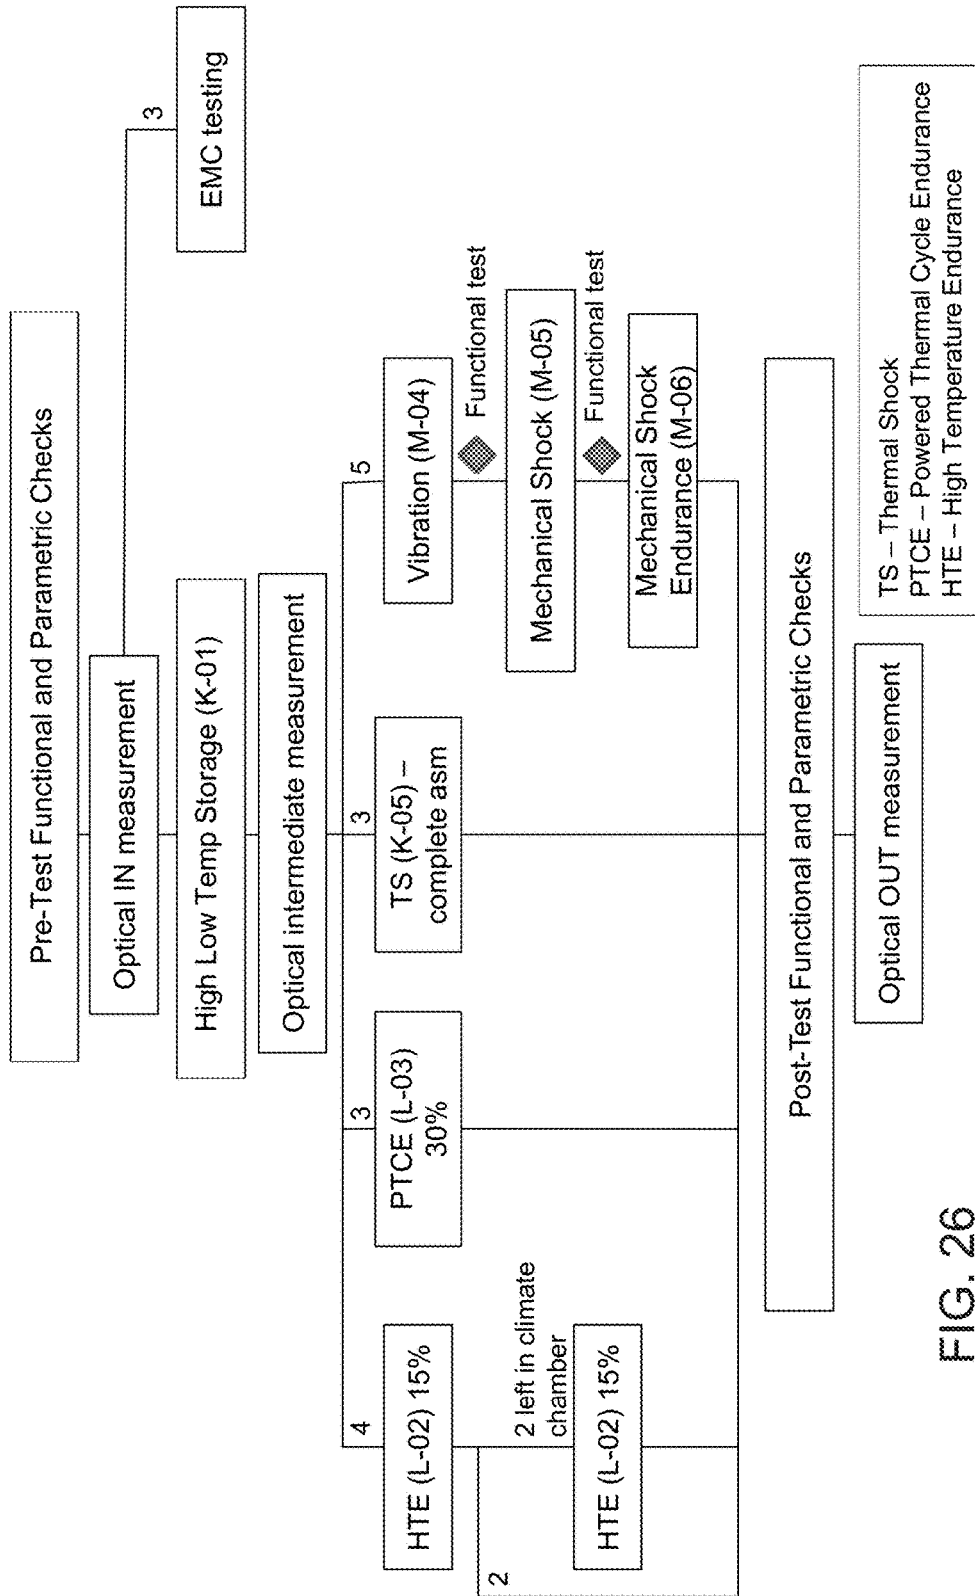 Pre-Test Functional and Parametric Checks
Optical IN measurement
3
EMC testing
High Low Temp Storage (K-01)
Optical intermediate measurement
4
HTE (L-02) 15%
2
2 left in climate
chamber
HTE (L-02) 15%
3
PTCE (L-03)
30%
3
TS (K-05) –
complete asm
5
Vibration (M-04)
Functional test
Mechanical Shock (M-05)
Functional test
Mechanical Shock
Endurance (M-06)
Post-Test Functional and Parametric Checks
Optical OUT measurement
TS – Thermal Shock
PTCE – Powered Thermal Cycle Endurance
HTE – High Temperature Endurance
FIG. 26